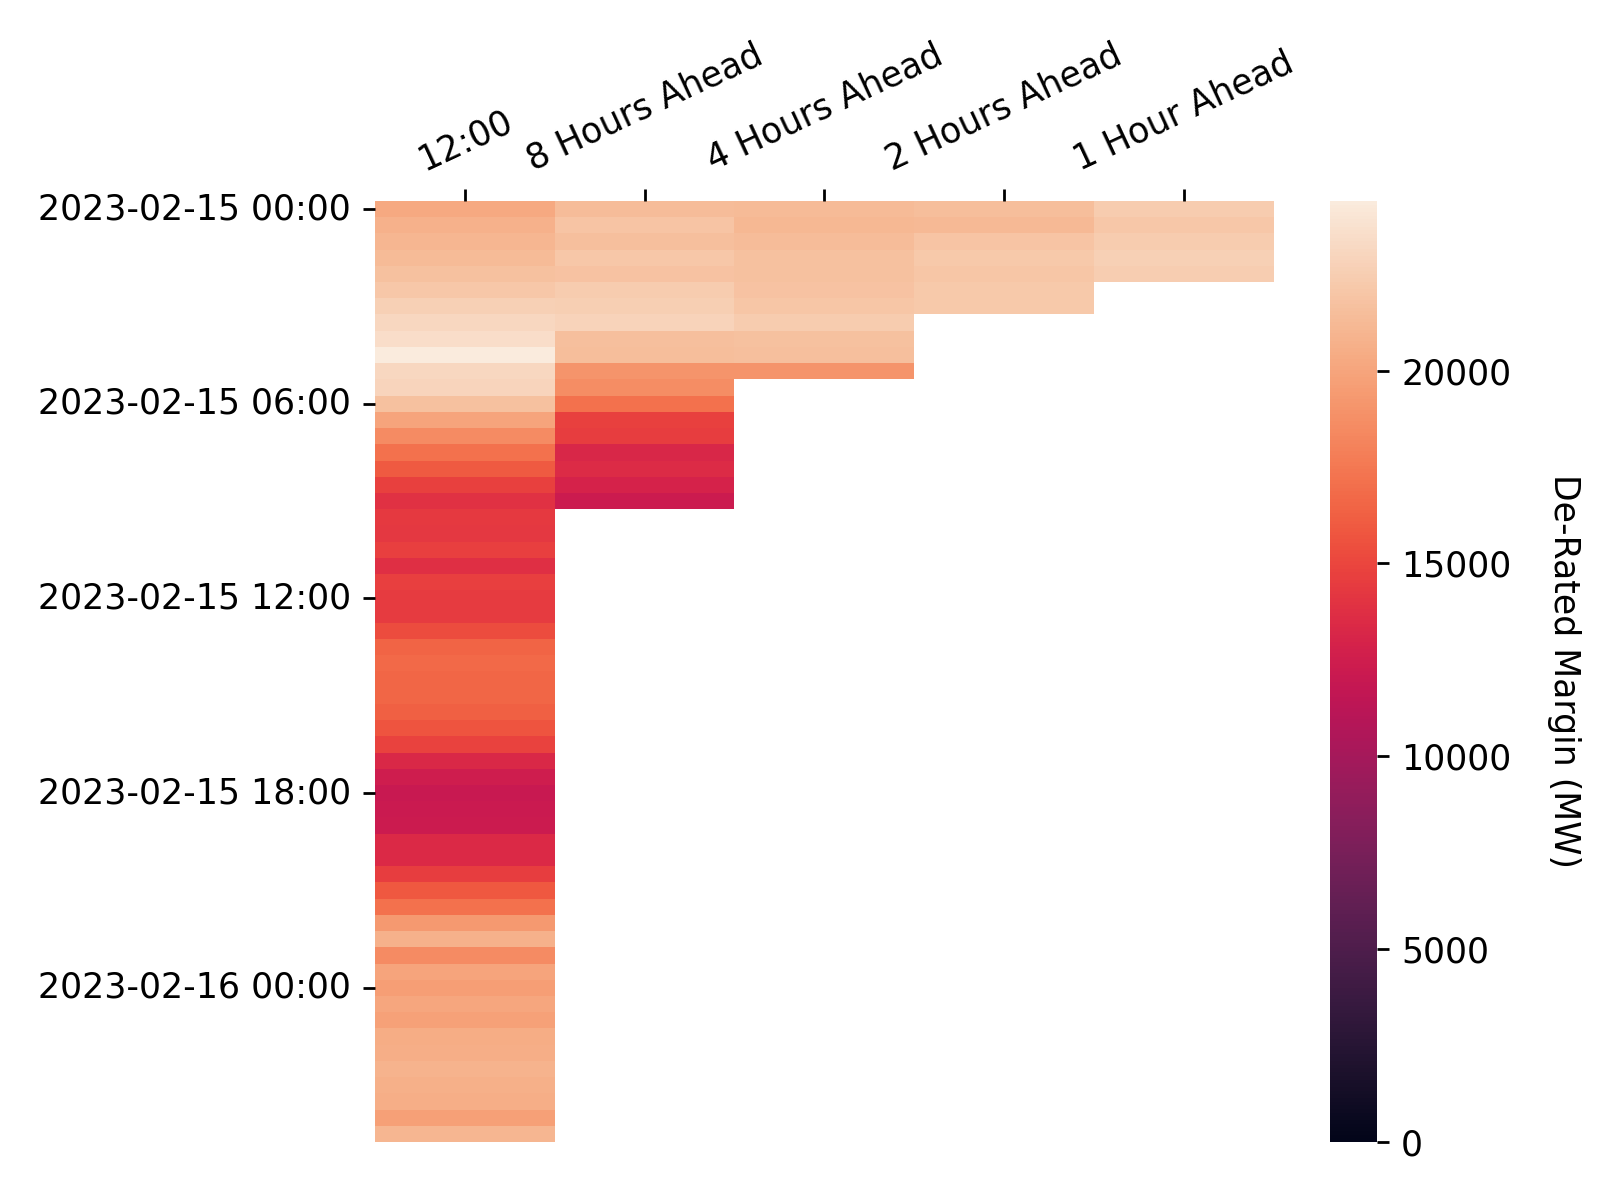 12:00
8 Hours Ahead
4 Hours Ahead
2 Hours Ahead
1 Hour Ahead
2023-02-15 00:00
2023-02-15 06:00
2023-02-15 12:00
2023-02-15 18:00
2023-02-16 00:00
20000
15000
10000
5000
0
De-Rated Margin (MW)